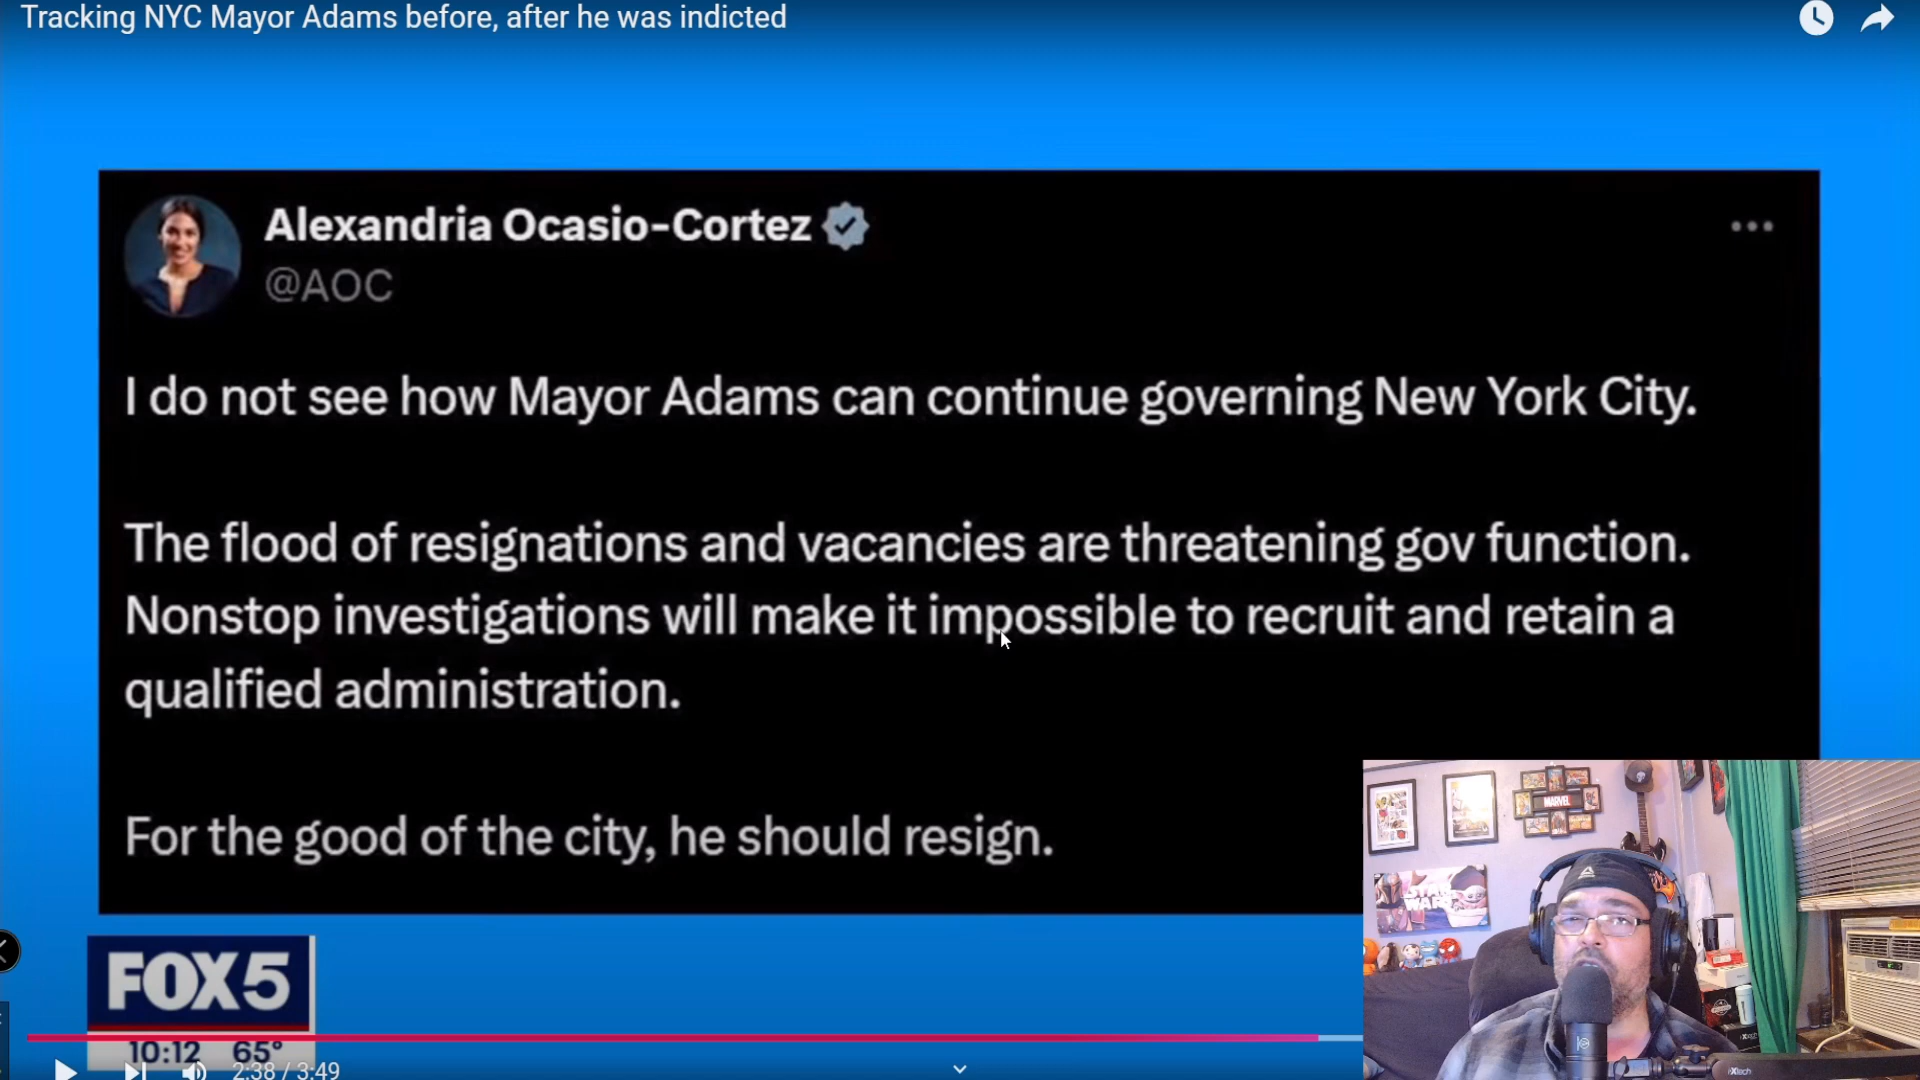 Tracking NYC Mayor Adams before, after he was indicted
Alexandria Ocasio-Cortez
@AOC
I do not see how Mayor Adams can continue governing New York City.
The flood of resignations and vacancies are threatening gov function.
Nonstop investigations will make it impossible to recruit and retain a
qualified administration.
For the good of the city, he should resign.
MARVEL
STAR
WARS
FOX5
10:12 65°
2:38 / 3:49